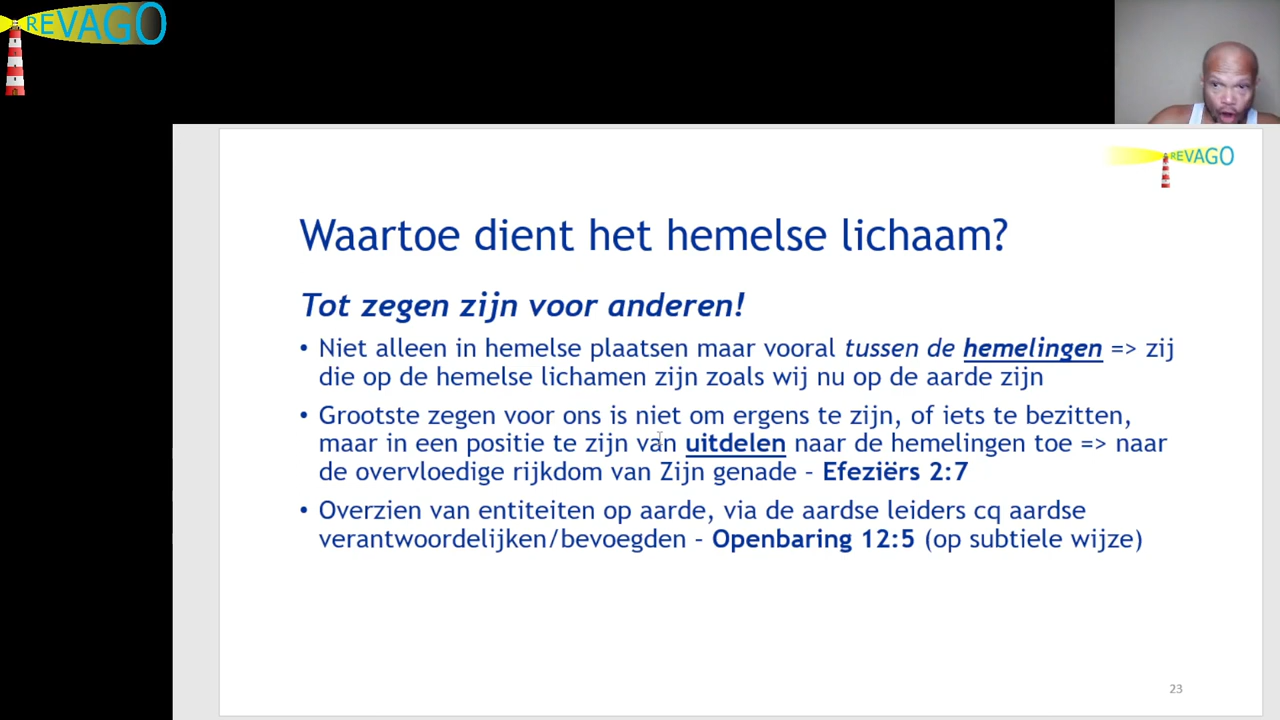 REVAGO
REVAGO
Waartoe dient het hemelse lichaam?
Tot zegen zijn voor anderen!
• Niet alleen in hemelse plaatsen maar vooral tussen de hemelingen => zij
die op de hemelse lichamen zijn zoals wij nu op de aarde zijn
• Grootste zegen voor ons is niet om ergens te zijn, of iets te bezitten,
maar in een positie te zijn van uitdelen naar de hemelingen toe => naar
de overvloedige rijkdom van Zijn genade – Efeziërs 2:7
• Overzien van entiteiten op aarde, via de aardse leiders cq aardse
verantwoordelijken/bevoegden – Openbaring 12:5 (op subtiele wijze)
23